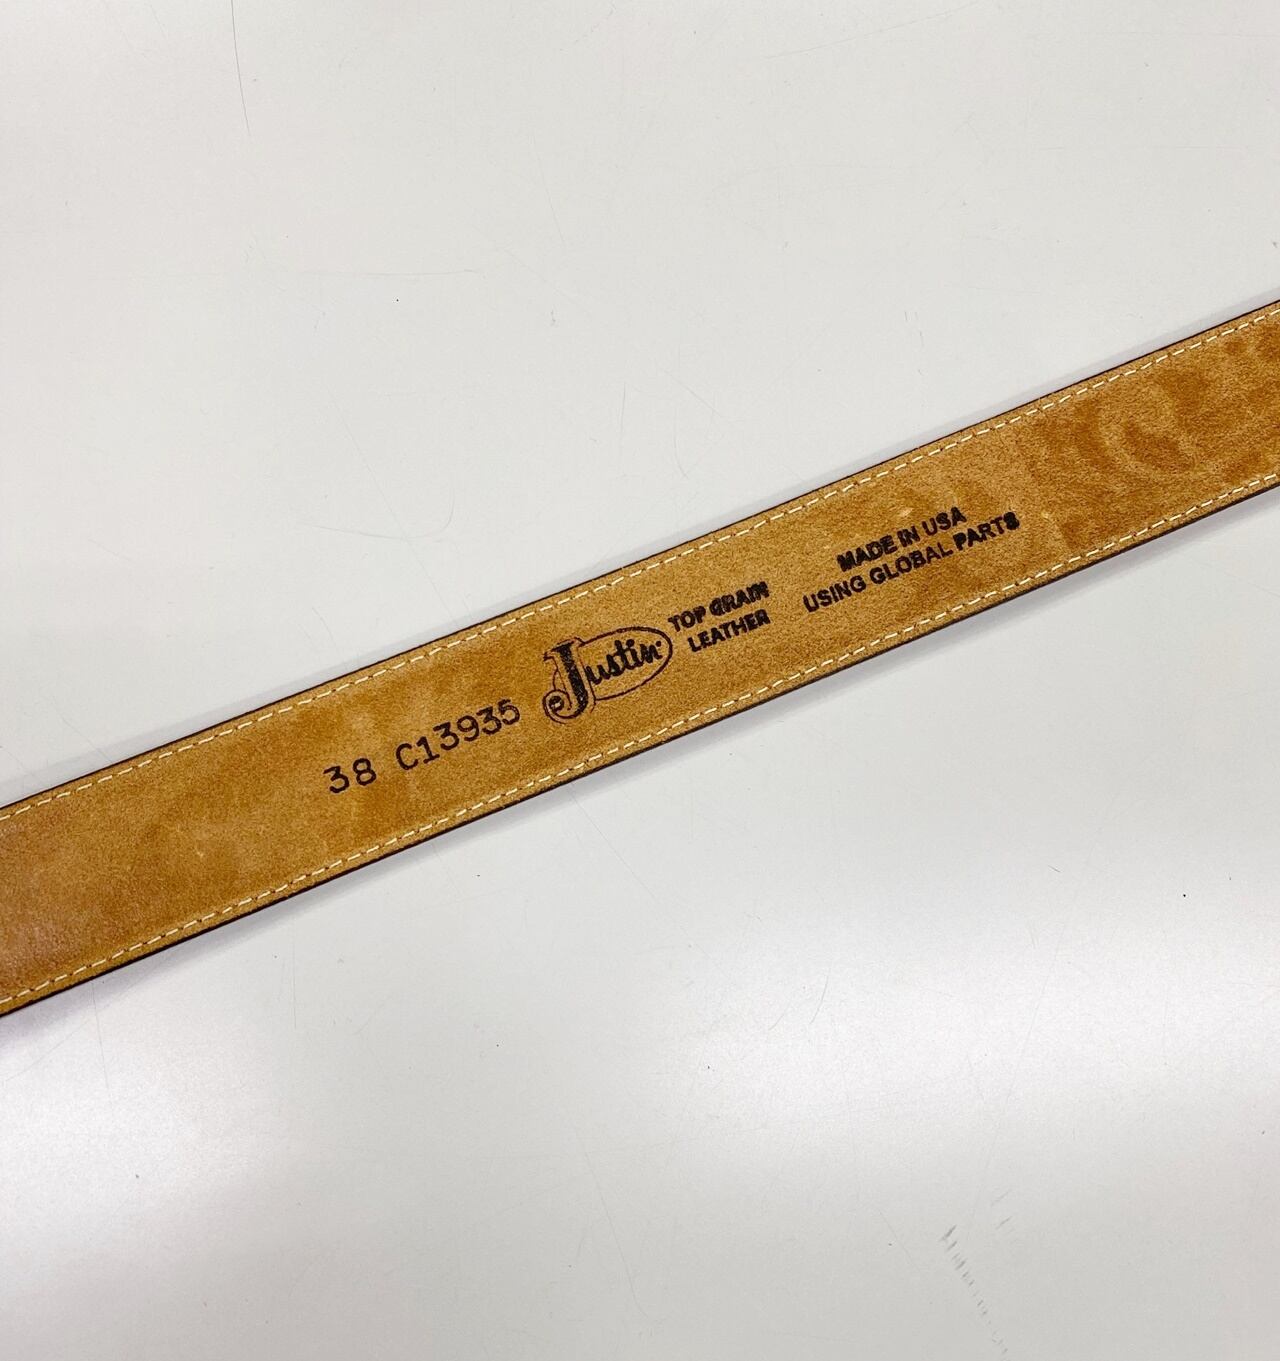 38 C13935
Justin
TOP GRAIN
LEATHER
MADE IN USA
USING GLOBAL PARTS